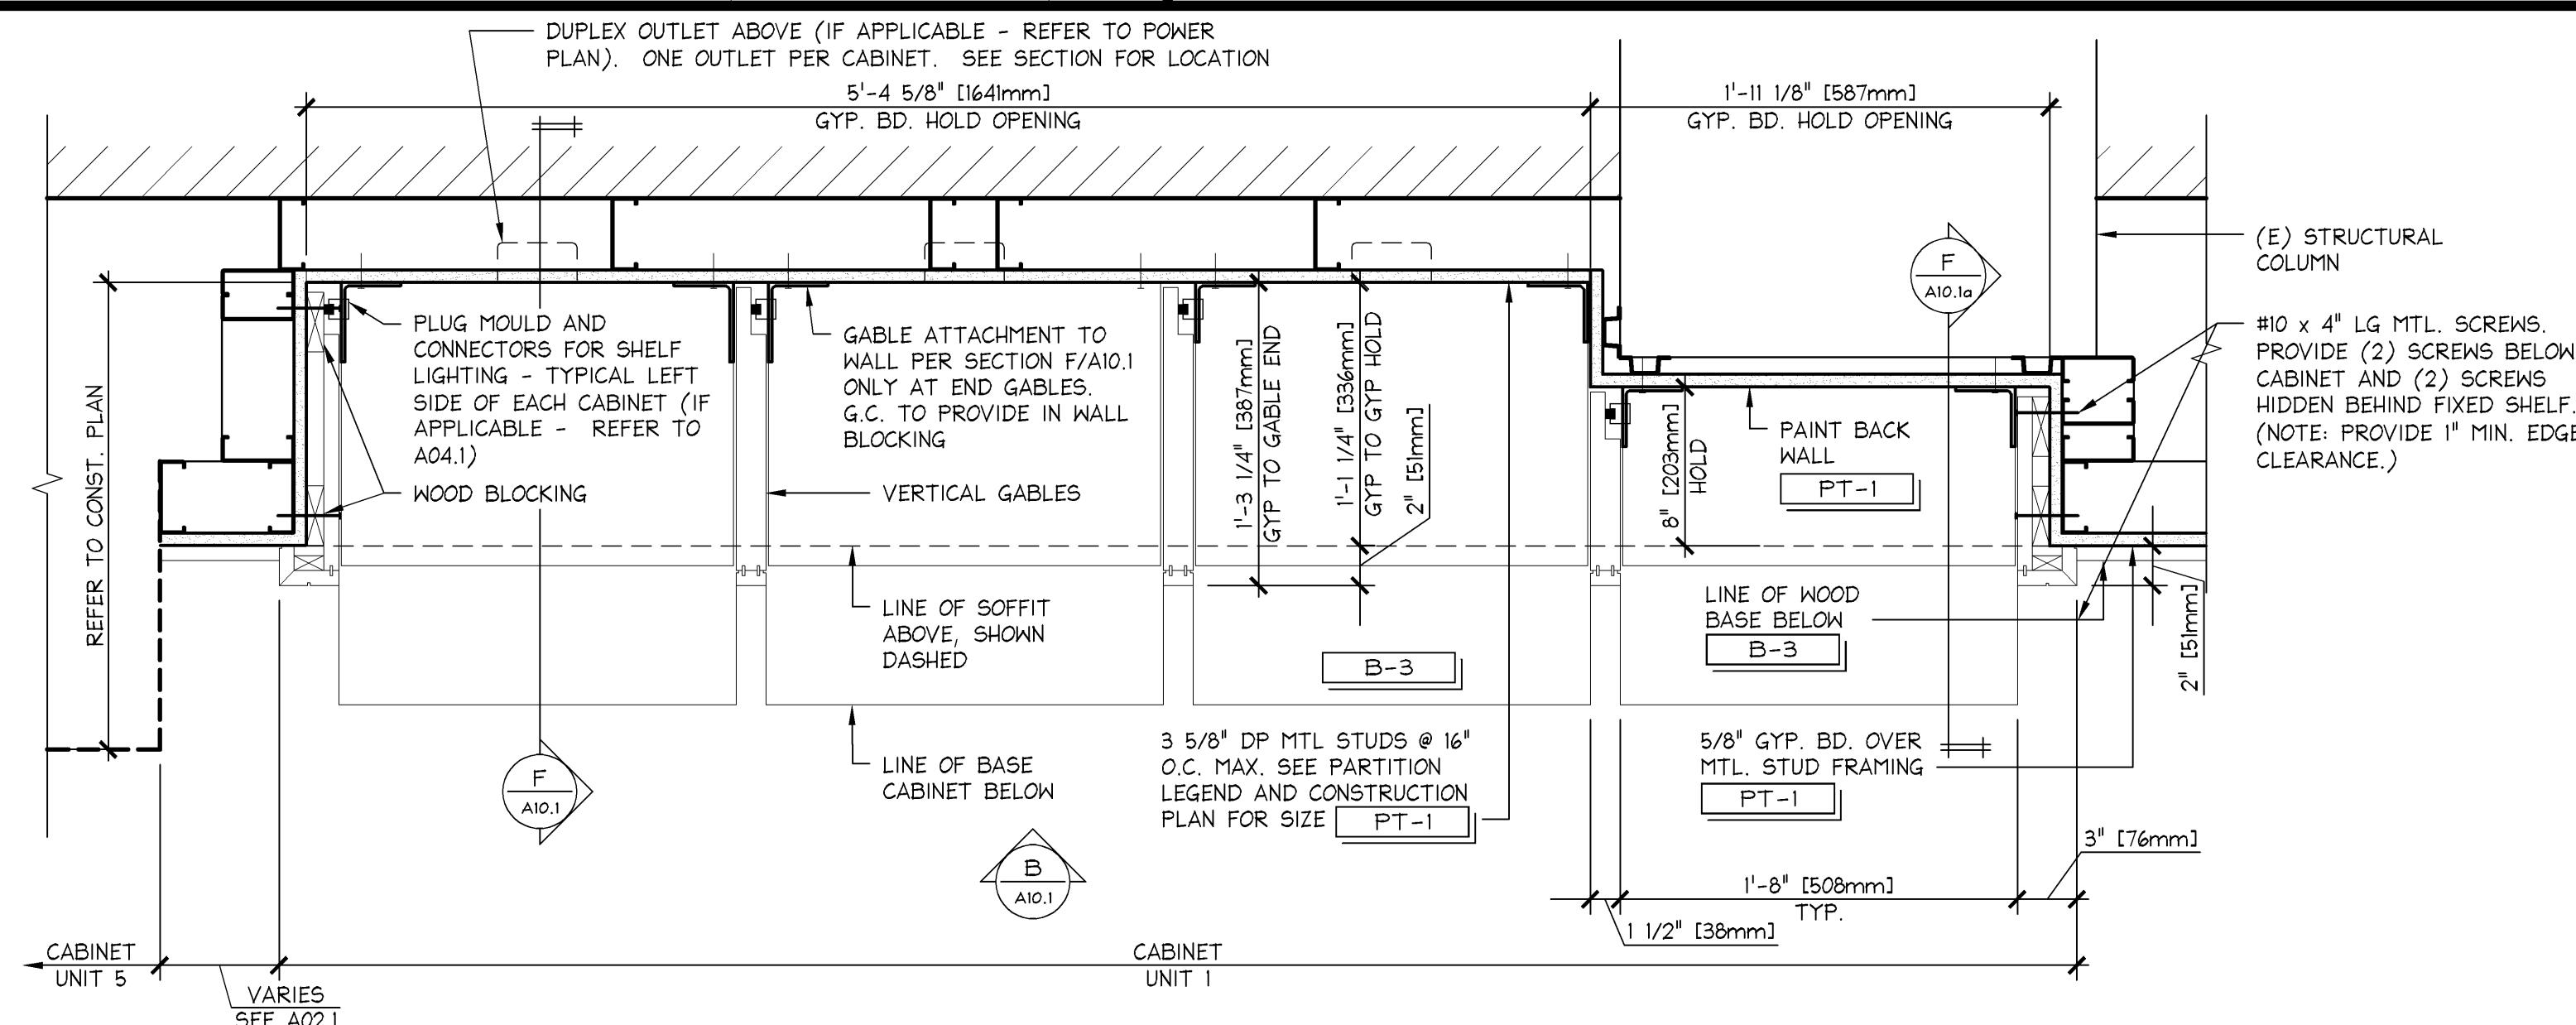 DUPLEX OUTLET ABOVE (IF APPLICABLE - REFER TO POWER
PLAN). ONE OUTLET PER CABINET. SEE SECTION FOR LOCATION
5'-4 5/8" [1641mm]
GYP. BD. HOLD OPENING
1'-11 1/8" [587mm]
GYP. BD. HOLD OPENING
(E) STRUCTURAL
COLUMN
F
A10.1a
#10 x 4" LG MTL. SCREWS.
PROVIDE (2) SCREWS BELOW
CABINET AND (2) SCREWS
HIDDEN BEHIND FIXED SHELF.
(NOTE: PROVIDE 1" MIN. EDGE
CLEARANCE.)
REFER TO CONST. PLAN
PLUG MOULD AND
CONNECTORS FOR SHELF
LIGHTING - TYPICAL LEFT
SIDE OF EACH CABINET (IF
APPLICABLE - REFER TO
A04.1)
WOOD BLOCKING
GABLE ATTACHMENT TO
WALL PER SECTION F/A10.1
ONLY AT END GABLES.
G.C. TO PROVIDE IN WALL
BLOCKING
VERTICAL GABLES
1'-3 1/4" [387mm]
GYP TO GABLE END
1'-1 1/4" [336mm]
GYP TO GYP HOLD
2" [51mm]
8" [203mm]
HOLD
PAINT BACK
WALL
PT-1
LINE OF SOFFIT
ABOVE, SHOWN
DASHED
LINE OF WOOD
BASE BELOW
B-3
B-3
2" [51mm]
LINE OF BASE
CABINET BELOW
3 5/8" DP MTL STUDS @ 16"
O.C. MAX. SEE PARTITION
LEGEND AND CONSTRUCTION
PLAN FOR SIZE PT-1
5/8" GYP. BD. OVER
MTL. STUD FRAMING
PT-1
F
A10.1
B
A10.1
3" [76mm]
1'-8" [508mm]
TYP.
1 1/2" [38mm]
CABINET
UNIT 5
CABINET
UNIT 1
VARIES
SEE A02.1